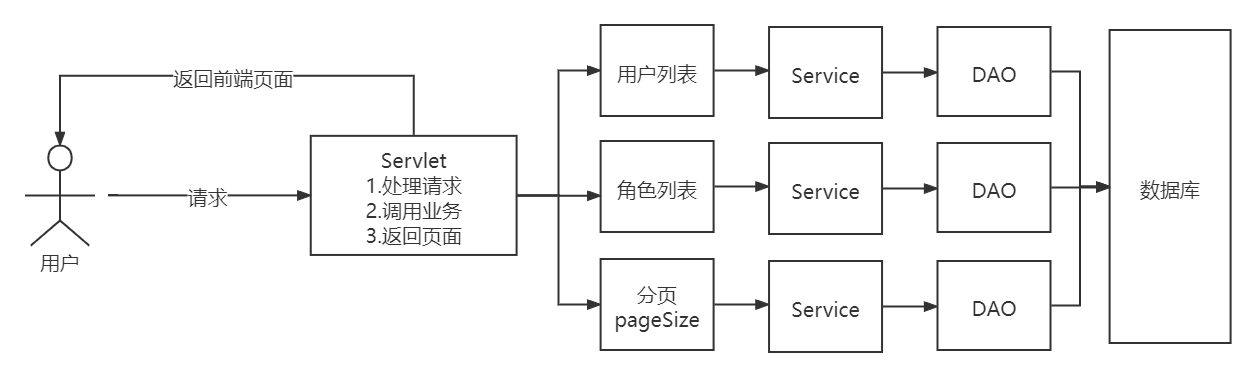 返回前端页面
用户
请求
Servlet
1.处理请求
2.调用业务
3.返回页面
用户列表
Service
DAO
角色列表
Service
DAO
分页
pageSize
Service
DAO
数据库